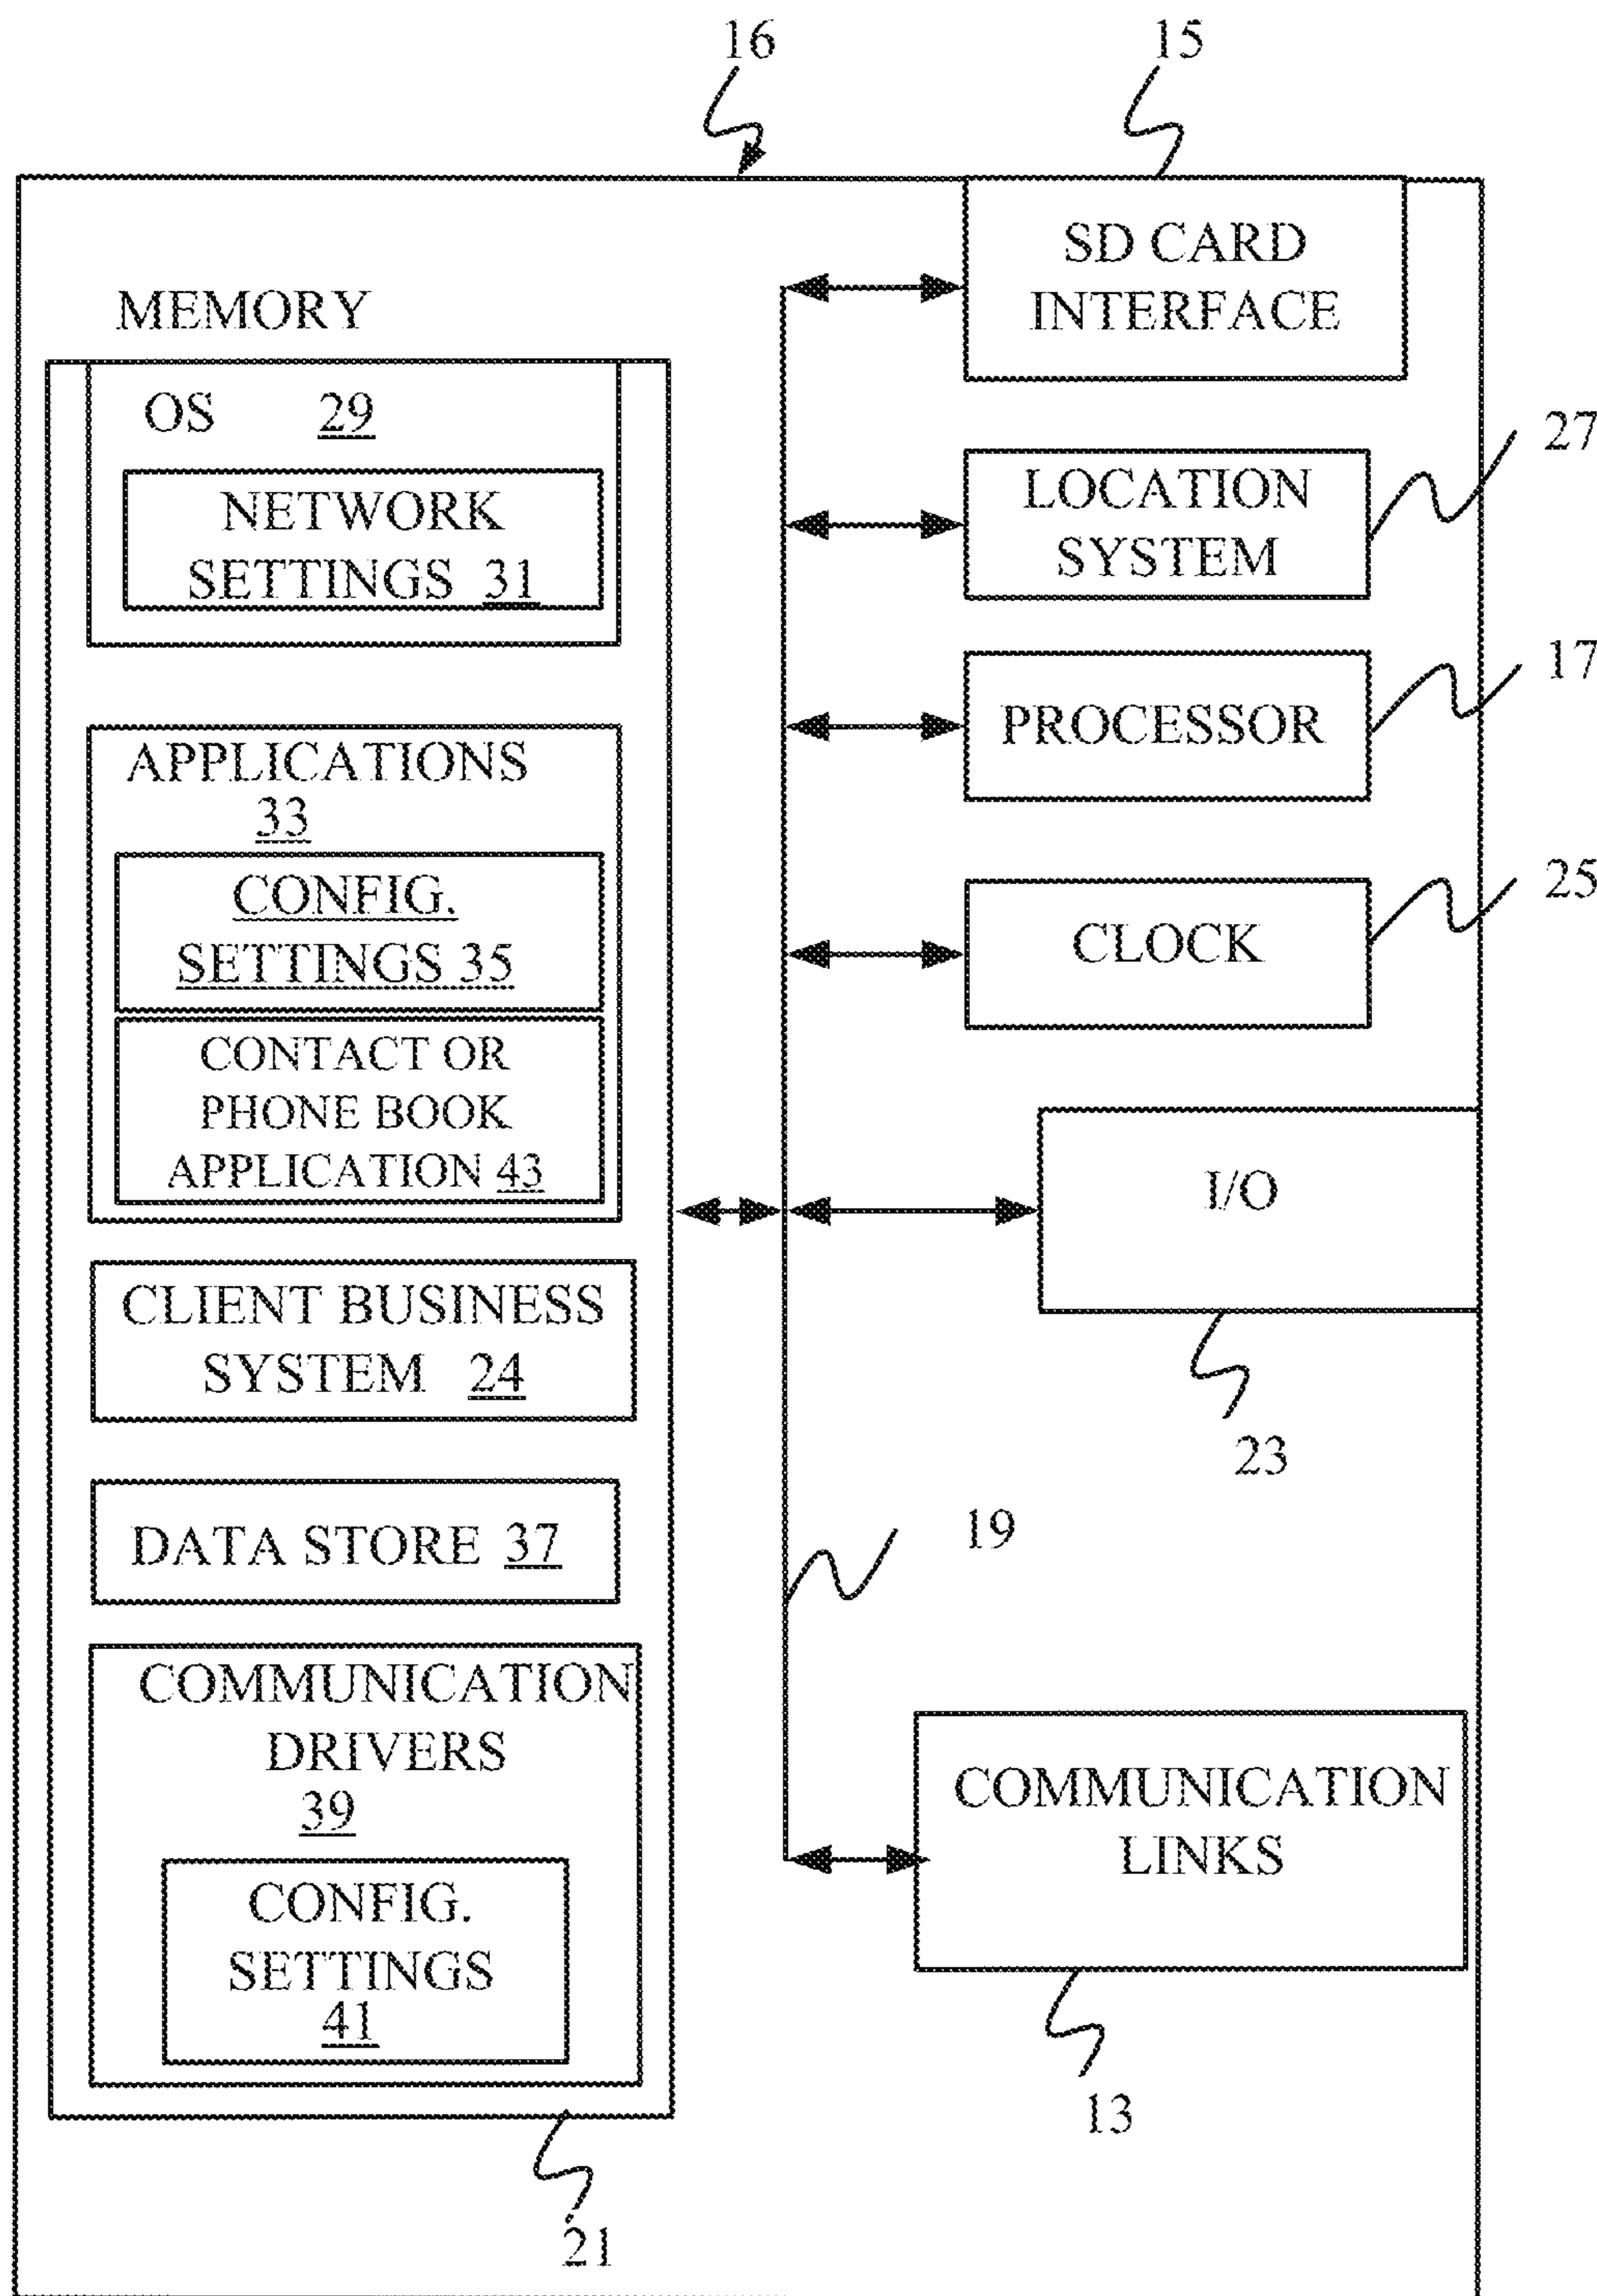 16
15
SD CARD
INTERFACE
MEMORY
OS 29
NETWORK
SETTINGS 31
27
LOCATION
SYSTEM
17
PROCESSOR
APPLICATIONS
33
CONFIG.
SETTINGS 35
25
CLOCK
CONTACT OR
PHONE BOOK
APPLICATION 43
I/O
23
CLIENT BUSINESS
SYSTEM 24
DATA STORE 37
19
COMMUNICATION
DRIVERS
39
CONFIG.
SETTINGS
41
COMMUNICATION
LINKS
13
21